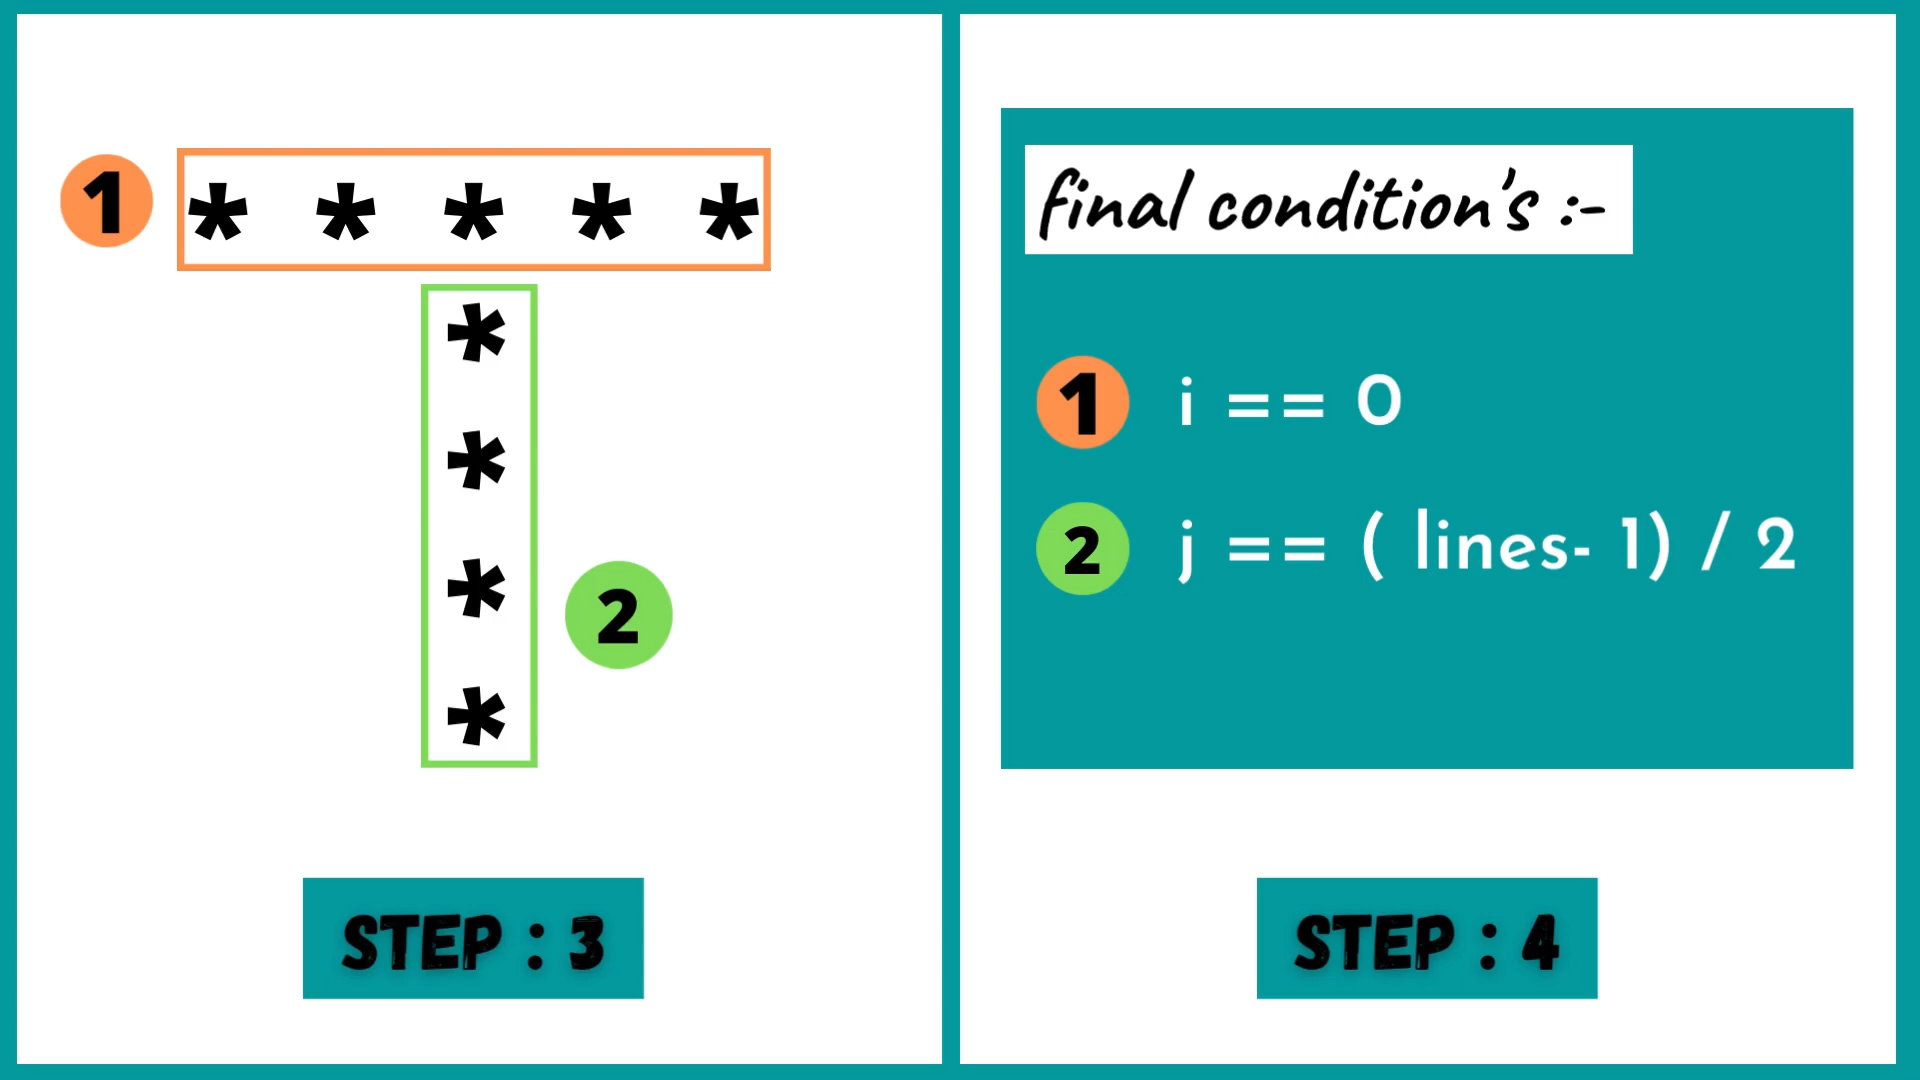 1 * * * * *
*
*
*
2
*
STEP : 3
final condition's :-
1 i == 0
2 j == ( lines- 1) / 2
STEP : 4